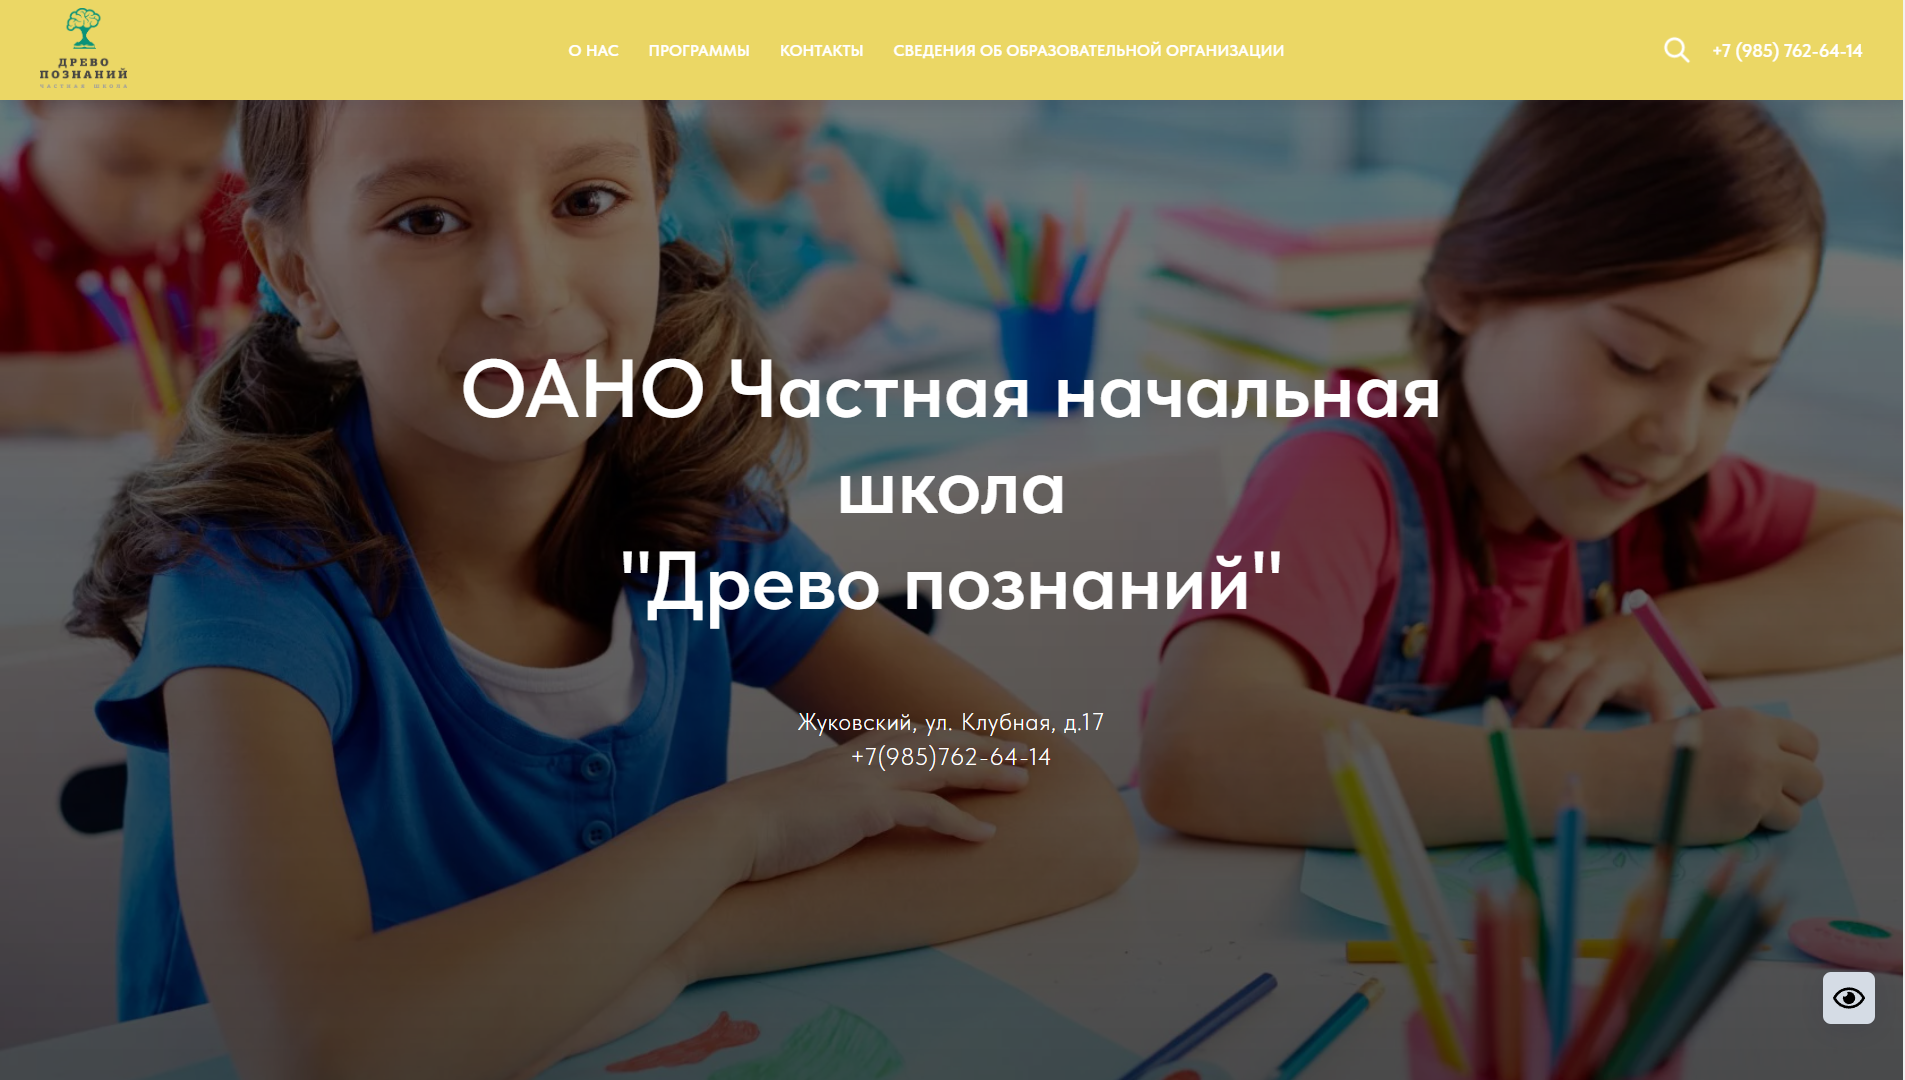 ДРЕВО
ПОЗНАНИЙ
ЧАСТНАЯ ШКОЛА
О НАС
ПРОГРАММЫ
КОНТАКТЫ
СВЕДЕНИЯ ОБ ОБРАЗОВАТЕЛЬНОЙ ОРГАНИЗАЦИИ
+7 (985) 762-64-14
ОАНО Частная начальная
школа
"Древо познаний"
Жуковский, ул. Клубная, д.17
+7(985)762-64-14